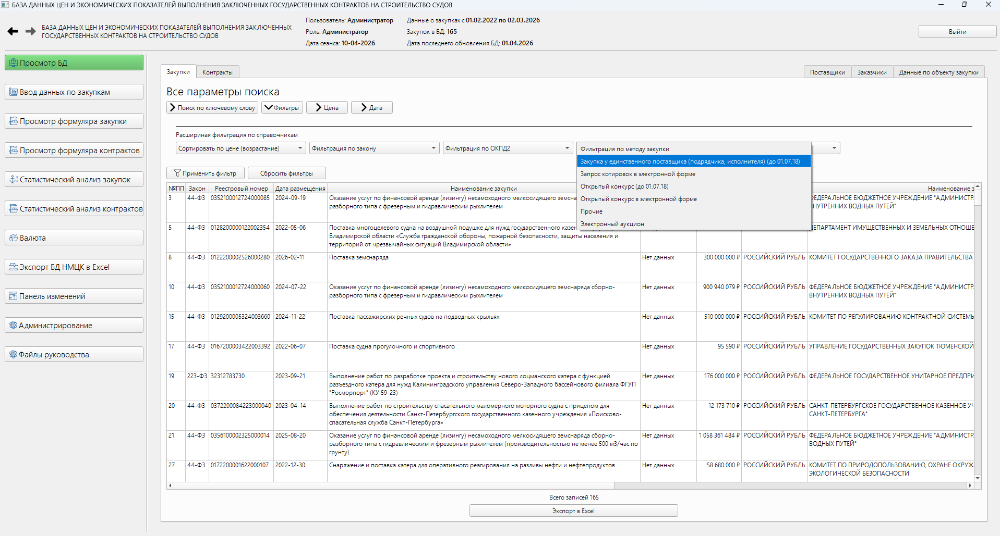 БАЗА ДАННЫХ ЦЕН И ЭКОНОМИЧЕСКИХ ПОКАЗАТЕЛЕЙ ВЫПОЛНЕНИЯ ЗАКЛЮЧЕННЫХ ГОСУДАРСТВЕННЫХ КОНТРАКТОВ НА СТРОИТЕЛЬСТВО СУДОВ
БАЗА ДАННЫХ ЦЕН И ЭКОНОМИЧЕСКИХ ПОКАЗАТЕЛЕЙ ВЫПОЛНЕНИЯ ЗАКЛЮЧЕННЫХ
ГОСУДАРСТВЕННЫХ КОНТРАКТОВ НА СТРОИТЕЛЬСТВО СУДОВ
Пользователь: Администратор
Роль: Администратор
Дата сеанса: 10-04-2026
Данные о закупках с 01.02.2022 по 02.03.2026
Закупок в БД: 165
Дата последнего обновления БД: 01.04.2026
Выйти
Просмотр БД
Ввод данных по закупкам
Просмотр формуляра закупки
Просмотр формуляра контрактов
Статистический анализ закупок
Статистический анализ контрактов
Валюта
Экспорт БД НМЦК в Excel
Панель изменений
Администрирование
Файлы руководства
Закупки Контракты Поставщики Заказчики Данные по объекту закупки
Все параметры поиска
Поиск по ключевому слову Фильтры Цена Дата
Расшириная фильтрация по справочникам
Сортировать по цене (возрастание) Фильтрация по закону Фильтрация по ОКПД2
Фильтрация по методу закупки
Закупка у единственного поставщика (подрядчика, исполнителя) (до 01.07.18)
Запрос котировок в электронной форме
Открытый конкурс (до 01.07.18)
Открытый конкурс в электронной форме
Прочие
Электронный аукцион
Применить фильтр Сбросить фильтры
№ПП Закон Реестровый номер Дата размещения Наименование закупки Наименование з
3 44-ФЗ 0352100012724000085 2024-09-19 Оказание услуг по финансовой аренде (лизингу) несамоходного мелкосидящего земсна ФЕДЕРАЛЬНОЕ БЮДЖЕТНОЕ УЧРЕЖДЕНИЕ "АДМИНИСТР
разборного типа с фрезерным и гидравлическим рыхлителем ВНУТРЕННИХ ВОДНЫХ ПУТЕЙ"
5 44-ФЗ 0128200000122002354 2022-05-06 Поставка многоцелевого судна на воздушной подушке для нужд государственного казен ДЕПАРТАМЕНТ ИМУЩЕСТВЕННЫХ И ЗЕМЕЛЬНЫХ ОТНОШЕ
Владимирской области «Служба гражданской обороны, пожарной безопасности, защиты населения и
территорий от чрезвычайных ситуаций Владимирской области»
8 44-ФЗ 0122200002526000280 2026-02-11 Поставка земснаряда Нет данных 300 000 000 ₽ РОССИЙСКИЙ РУБЛЬ КОМИТЕТ ГОСУДАРСТВЕННОГО ЗАКАЗА ПРАВИТЕЛЬСТВА
10 44-ФЗ 0352100012724000060 2024-07-22 Оказание услуг по финансовой аренде (лизингу) несамоходного мелкосидящего земснаряда сборно- Нет данных 900 940 079 ₽ РОССИЙСКИЙ РУБЛЬ ФЕДЕРАЛЬНОЕ БЮДЖЕТНОЕ УЧРЕЖДЕНИЕ "АДМИНИСТР
разборного типа с фрезерным и гидравлическим рыхлителем ВНУТРЕННИХ ВОДНЫХ ПУТЕЙ"
15 44-ФЗ 0129200005324003660 2024-11-22 Поставка пассажирских речных судов на подводных крыльях Нет данных 510 000 000 ₽ РОССИЙСКИЙ РУБЛЬ КОМИТЕТ ПО РЕГУЛИРОВАНИЮ КОНТРАКТНОЙ СИСТЕМЫ
17 44-ФЗ 0167200003422003392 2022-06-07 Поставка судна прогулочного и спортивного Нет данных 95 590 ₽ РОССИЙСКИЙ РУБЛЬ УПРАВЛЕНИЕ ГОСУДАРСТВЕННЫХ ЗАКУПОК ТЮМЕНСКОЙ
19 223-ФЗ 32312783730 2023-09-21 Выполнение работ по разработке проекта и строительству нового лоцманского катера с функцией Нет данных 176 000 000 ₽ РОССИЙСКИЙ РУБЛЬ ФЕДЕРАЛЬНОЕ ГОСУДАРСТВЕННОЕ УНИТАРНОЕ ПРЕДПРИ
разъездного катера для нужд Калининградского управления Северо-Западного бассейнового филиала ФГУП
"Росморпорт" (КУ 59-23)
20 44-ФЗ 0372200084223000040 2023-04-14 Выполнение работ по строительству спасательного маломерного моторного судна с прицепом для Нет данных 12 173 710 ₽ РОССИЙСКИЙ РУБЛЬ САНКТ-ПЕТЕРБУРГСКОЕ ГОСУДАРСТВЕННОЕ КАЗЕННОЕ УЧ
обеспечения деятельности Санкт-Петербургского государственного казенного учреждения «Поисково- САНКТ-ПЕТЕРБУРГА"
спасательная служба Санкт-Петербурга»
21 44-ФЗ 0356100002325000014 2025-08-20 Оказание услуг по финансовой аренде (лизингу) несамоходного мелкосидящего земснаряда сборно- Нет данных 1 058 361 484 ₽ РОССИЙСКИЙ РУБЛЬ ФЕДЕРАЛЬНОЕ БЮДЖЕТНОЕ УЧРЕЖДЕНИЕ "АДМИНИСТР
разборного типа с гидравлическим и фрезерным рыхлителем (производительностью не менее 500 м3/час по ВОДНЫХ ПУТЕЙ"
грунту)
27 44-ФЗ 0172200001622000107 2022-12-30 Снаряжение и поставка катера для оперативного реагирования на разливы нефти и нефтепродуктов Нет данных 58 680 000 ₽ РОССИЙСКИЙ РУБЛЬ КОМИТЕТ ПО ПРИРОДОПОЛЬЗОВАНИЮ, ОХРАНЕ ОКРУЖ
ЭКОЛОГИЧЕСКОЙ БЕЗОПАСНОСТИ
Всего записей 165
Экспорт в Excel